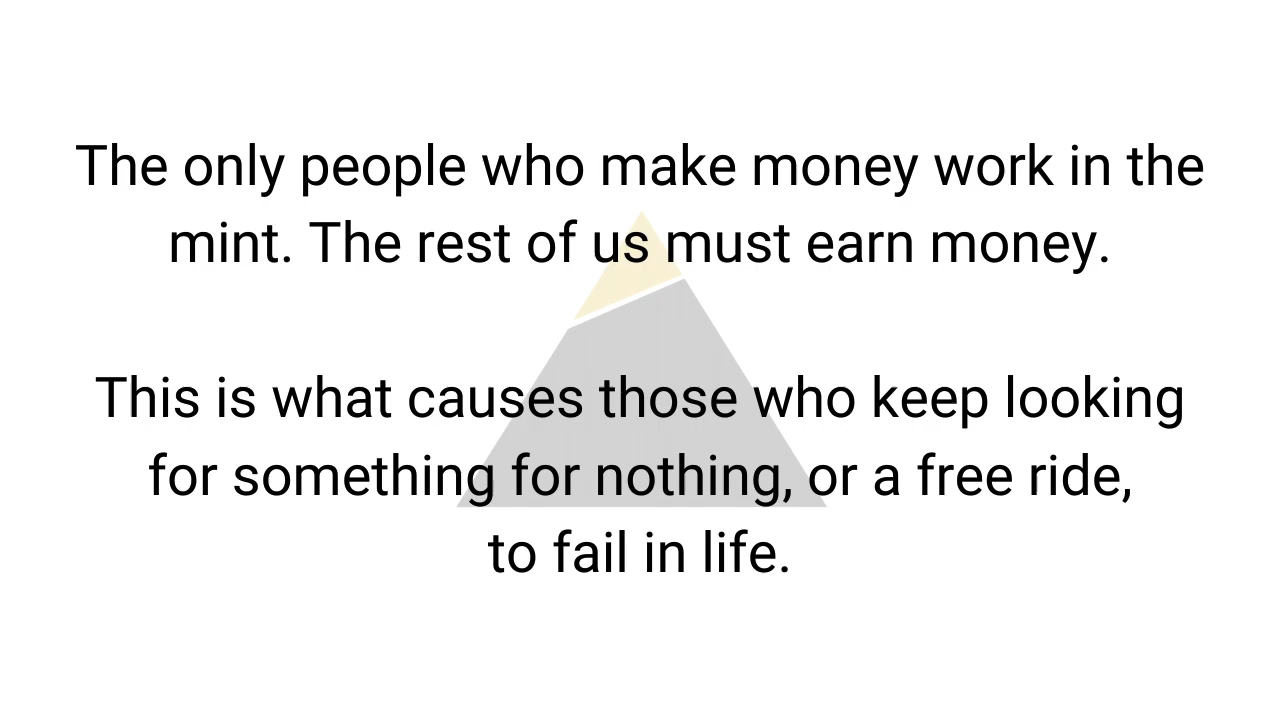 The only people who make money work in the
mint. The rest of us must earn money.
This is what causes those who keep looking
for something for nothing, or a free ride,
to fail in life.